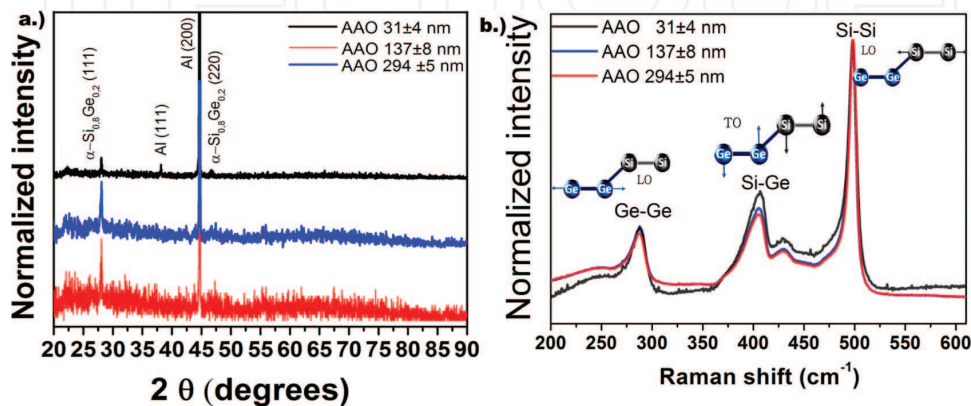 a.)
AAO 31±4 nm
AAO 137±8 nm
AAO 294 ±5 nm
α−Si0,8Ge0,2 (111)
Al (111)
Al (200)
α−Si0,8Ge0,2 (220)
Normalized intensity
20 25 30 35 40 45 50 55 60 65 70 75 80 85 90
2 θ (degrees)
b.)
AAO 31±4 nm
AAO 137±8 nm
AAO 294 ±5 nm
Si-Si
LO
Si Si
Ge Ge
TO
Si Si
Ge
Ge
Si-Ge
Si Si
LO
Ge Ge
Ge-Ge
Normalized intensity
200 250 300 350 400 450 500 550 600
Raman shift (cm-1)